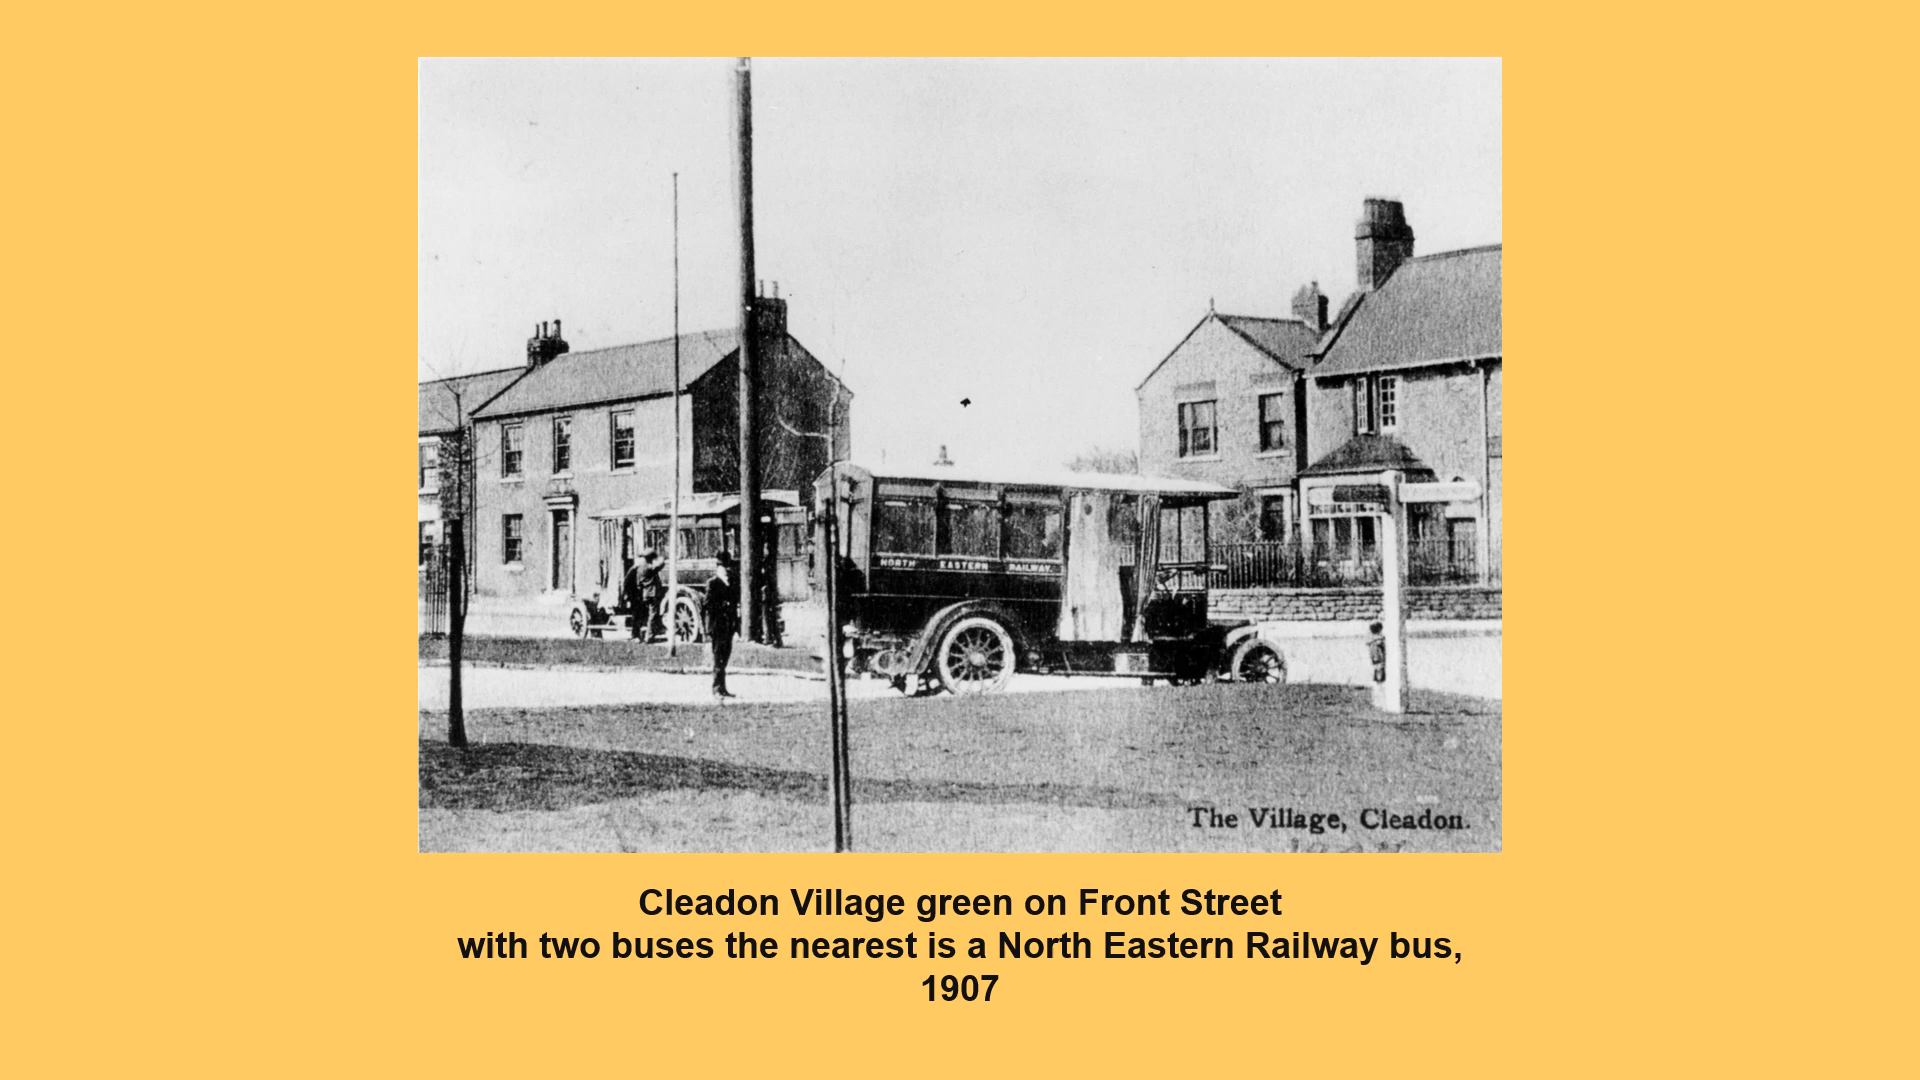 NORTH EASTERN RAILWAY.
The Village, Cleadon.
Cleadon Village green on Front Street
with two buses the nearest is a North Eastern Railway bus,
1907